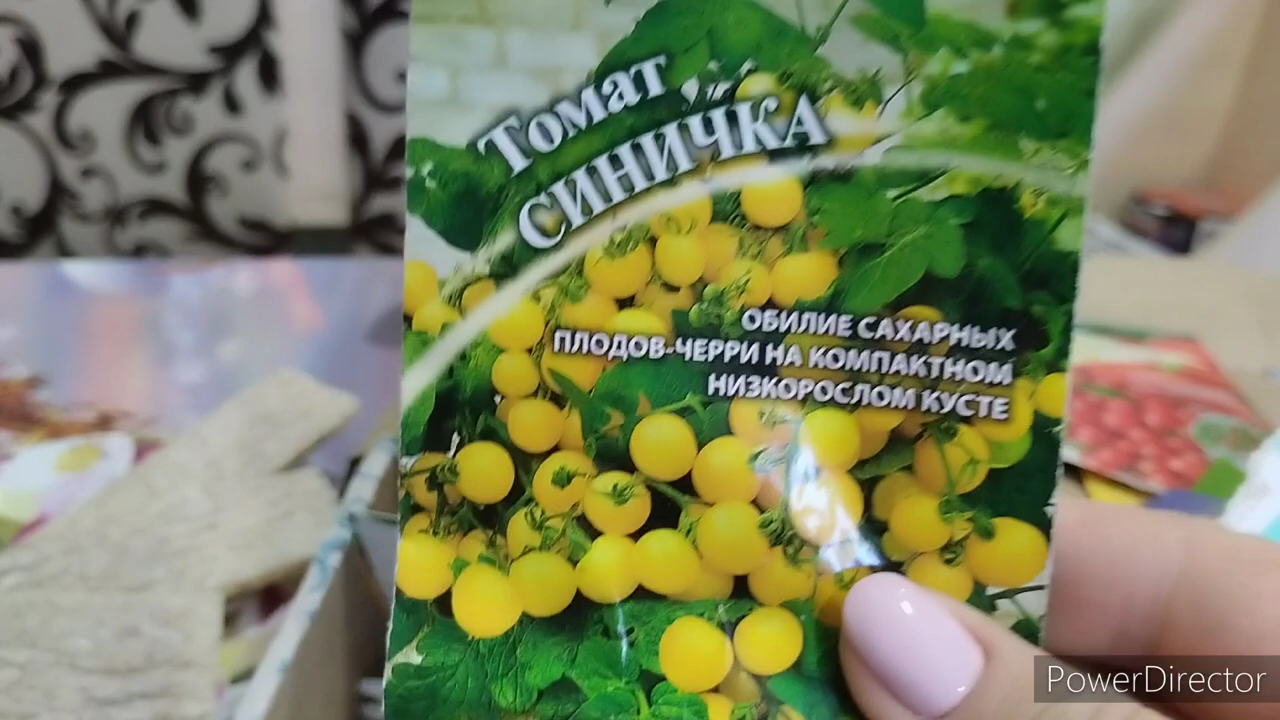 Томат
СИНИЧКА
ОБИЛИЕ САХАРНЫХ
ПЛОДОВ-ЧЕРРИ НА КОМПАКТНОМ
НИЗКОРОСЛОМ КУСТЕ
PowerDirector